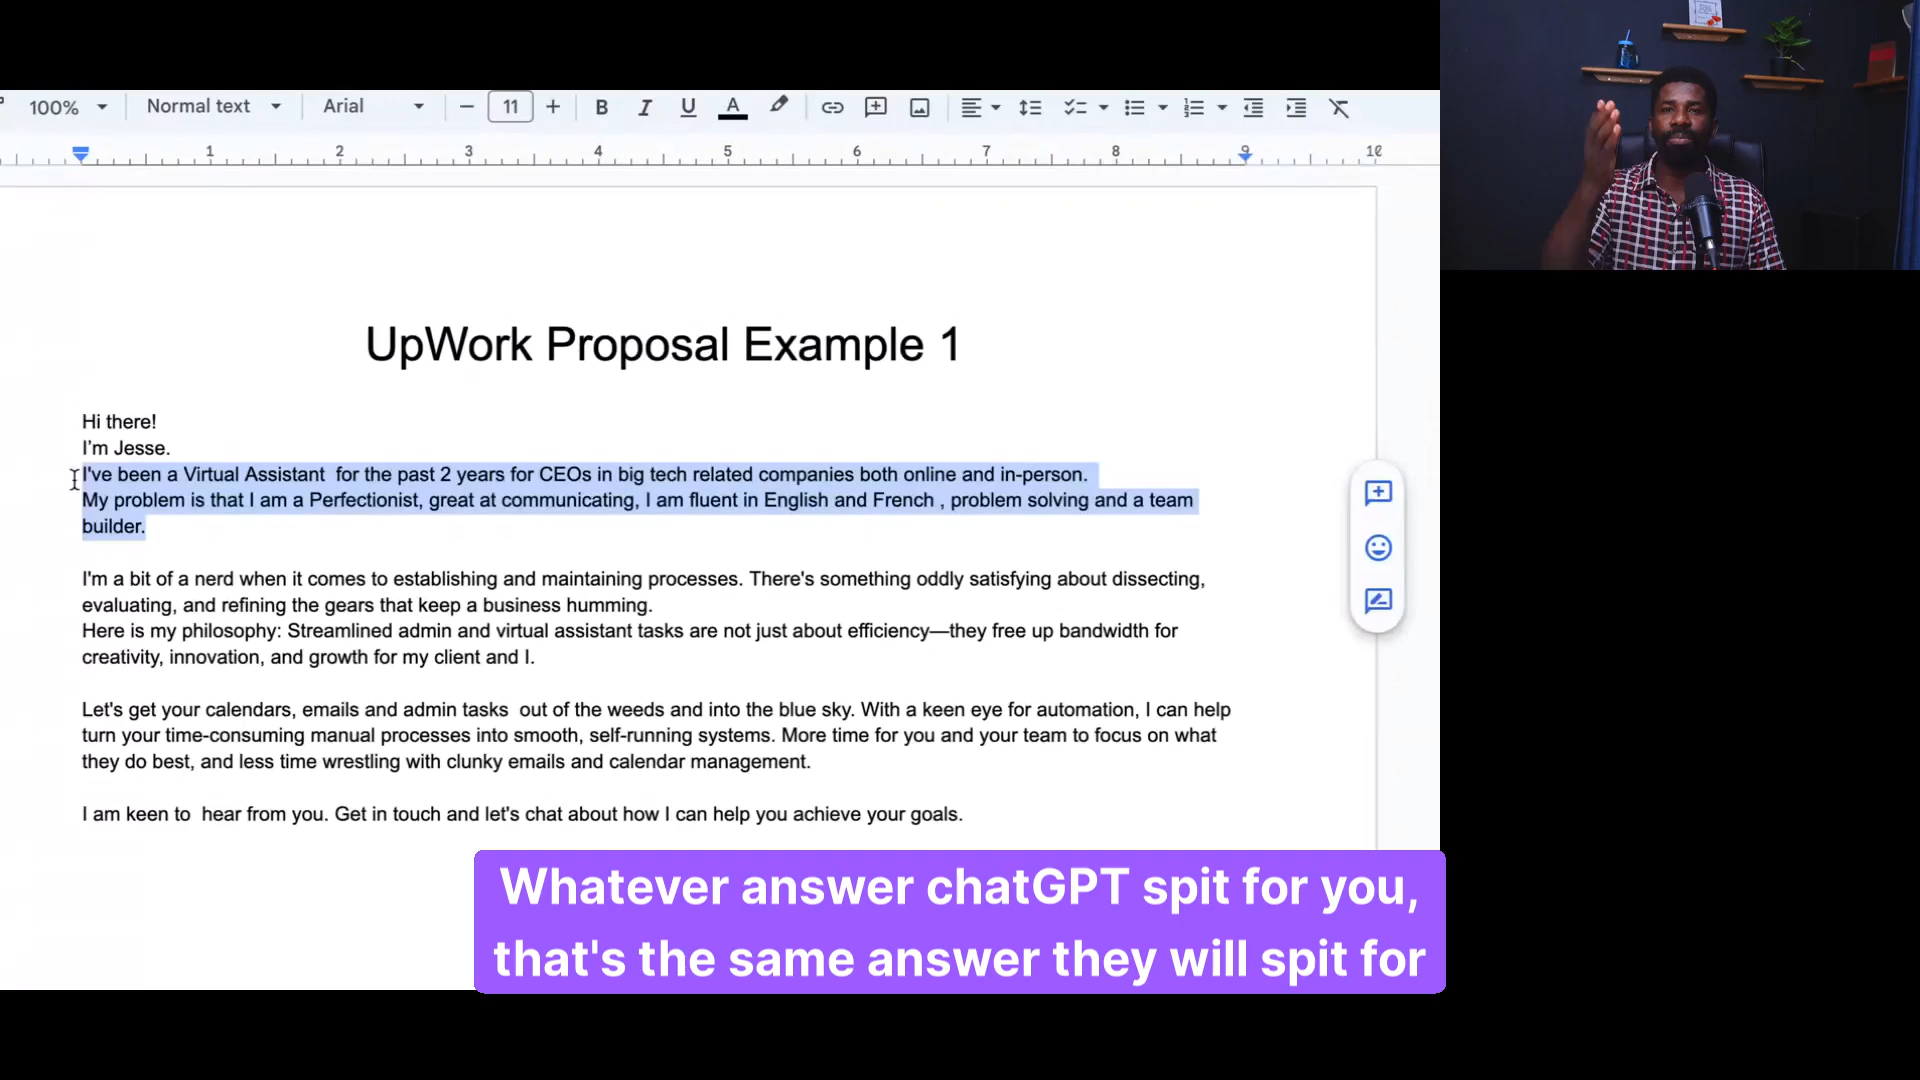 100%
Normal text
Arial
11
B I U A
1 2 3 4 5 6 7 8 9 10
UpWork Proposal Example 1
Hi there!
I'm Jesse.
I've been a Virtual Assistant  for the past 2 years for CEOs in big tech related companies both online and in-person.
My problem is that I am a Perfectionist, great at communicating, I am fluent in English and French , problem solving and a team
builder.
I'm a bit of a nerd when it comes to establishing and maintaining processes. There's something oddly satisfying about dissecting,
evaluating, and refining the gears that keep a business humming.
Here is my philosophy: Streamlined admin and virtual assistant tasks are not just about efficiency—they free up bandwidth for
creativity, innovation, and growth for my client and I.
Let's get your calendars, emails and admin tasks  out of the weeds and into the blue sky. With a keen eye for automation, I can help
turn your time-consuming manual processes into smooth, self-running systems. More time for you and your team to focus on what
they do best, and less time wrestling with clunky emails and calendar management.
I am keen to  hear from you. Get in touch and let's chat about how I can help you achieve your goals.
Whatever answer chatGPT spit for you,
that's the same answer they will spit for